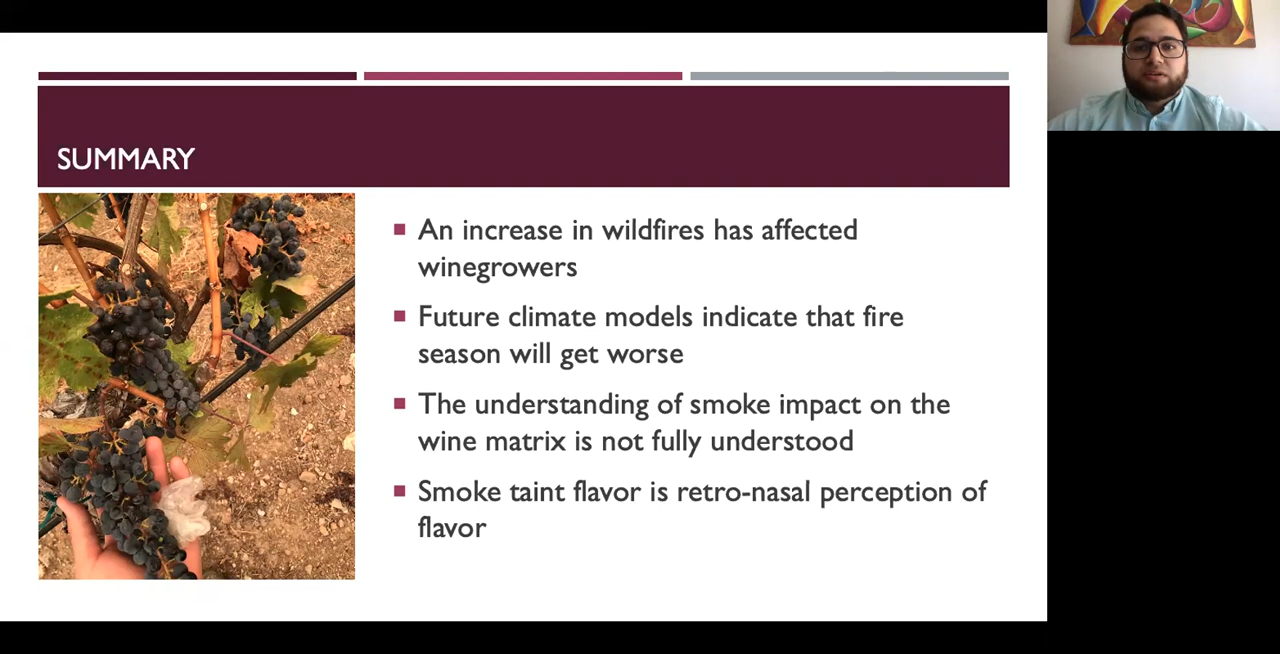 SUMMARY
An increase in wildfires has affected
winegrowers
Future climate models indicate that fire
season will get worse
The understanding of smoke impact on the
wine matrix is not fully understood
Smoke taint flavor is retro-nasal perception of
flavor